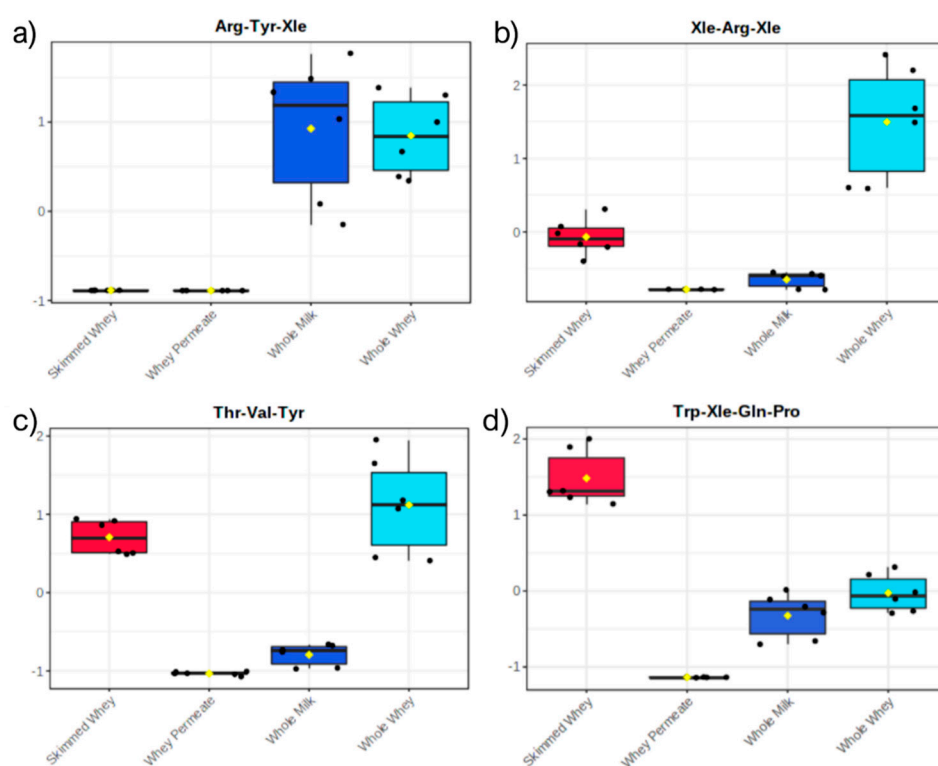 a)
Arg-Tyr-Xle
1
0
-1
Skimmed Whey
Whey Permeate
Whole Milk
Whole Whey
b)
Xle-Arg-Xle
2
1
0
Skimmed Whey
Whey Permeate
Whole Milk
Whole Whey
c)
Thr-Val-Tyr
2
1
0
-1
Skimmed Whey
Whey Permeate
Whole Milk
Whole Whey
d)
Trp-Xle-Gln-Pro
2
1
0
-1
Skimmed Whey
Whey Permeate
Whole Milk
Whole Whey